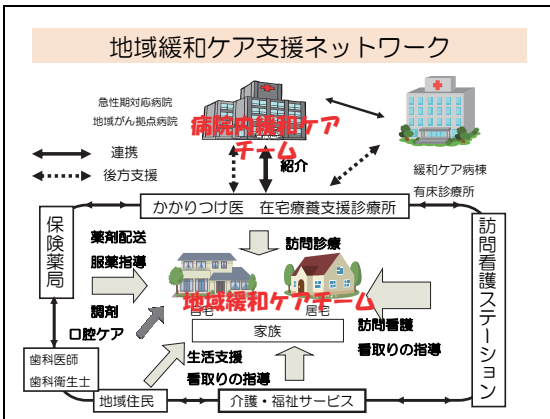 地域緩和ケア支援ネットワーク
急性期対応病院
地域がん拠点病院
病院内緩和ケア
チーム
連携
後方支援
紹介
緩和ケア病棟
有床診療所
かかりつけ医 在宅療養支援診療所
保険薬局
薬剤配送
服薬指導
訪問診療
訪問看護ステーション
地域緩和ケアチーム
自宅
居宅
調剤
口腔ケア
家族
訪問看護
看取りの指導
歯科医師
歯科衛生士
生活支援
看取りの指導
地域住民
介護・福祉サービス